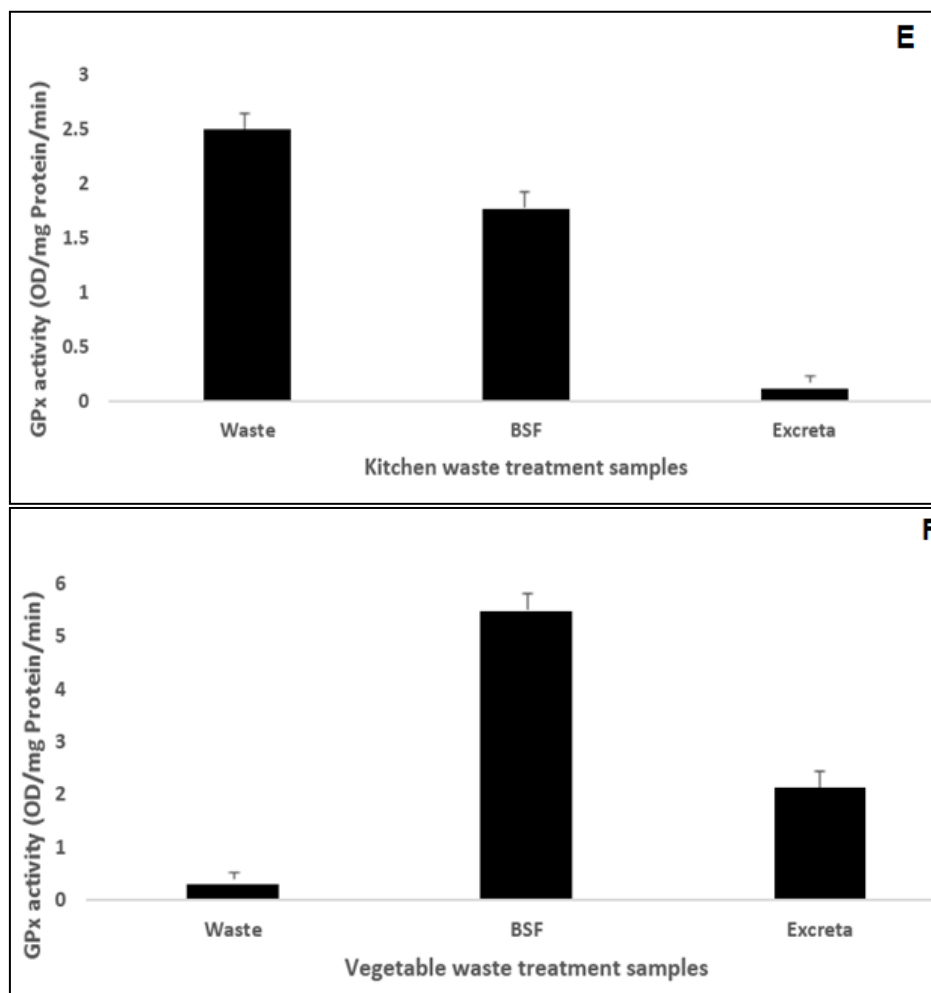 E
GPx activity (OD/mg Protein/min)
3
2.5
2
1.5
1
0.5
0
Waste BSF Excreta
Kitchen waste treatment samples
F
GPx activity (OD/mg Protein/min)
6
5
4
3
2
1
0
Waste BSF Excreta
Vegetable waste treatment samples